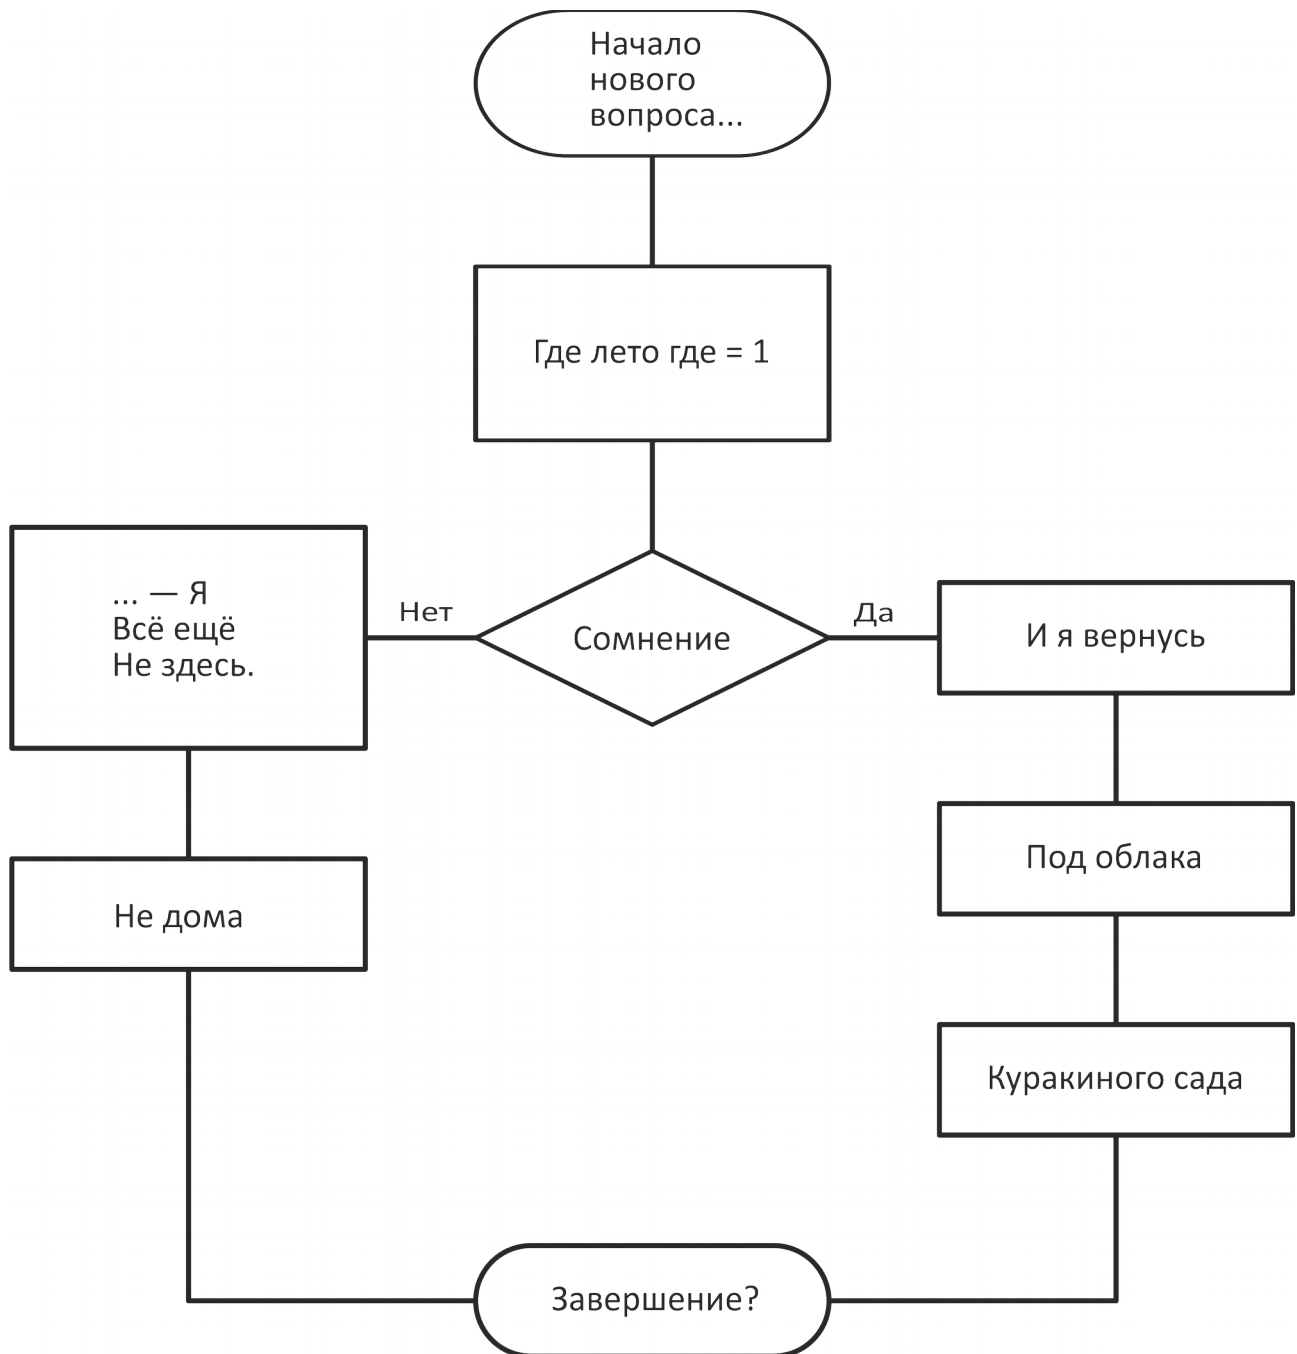 Начало
нового
вопроса...
Где лето где = 1
... — Я
Всё ещё
Не здесь.
Нет
Сомнение
Да
И я вернусь
Под облака
Не дома
Куракиного сада
Завершение?